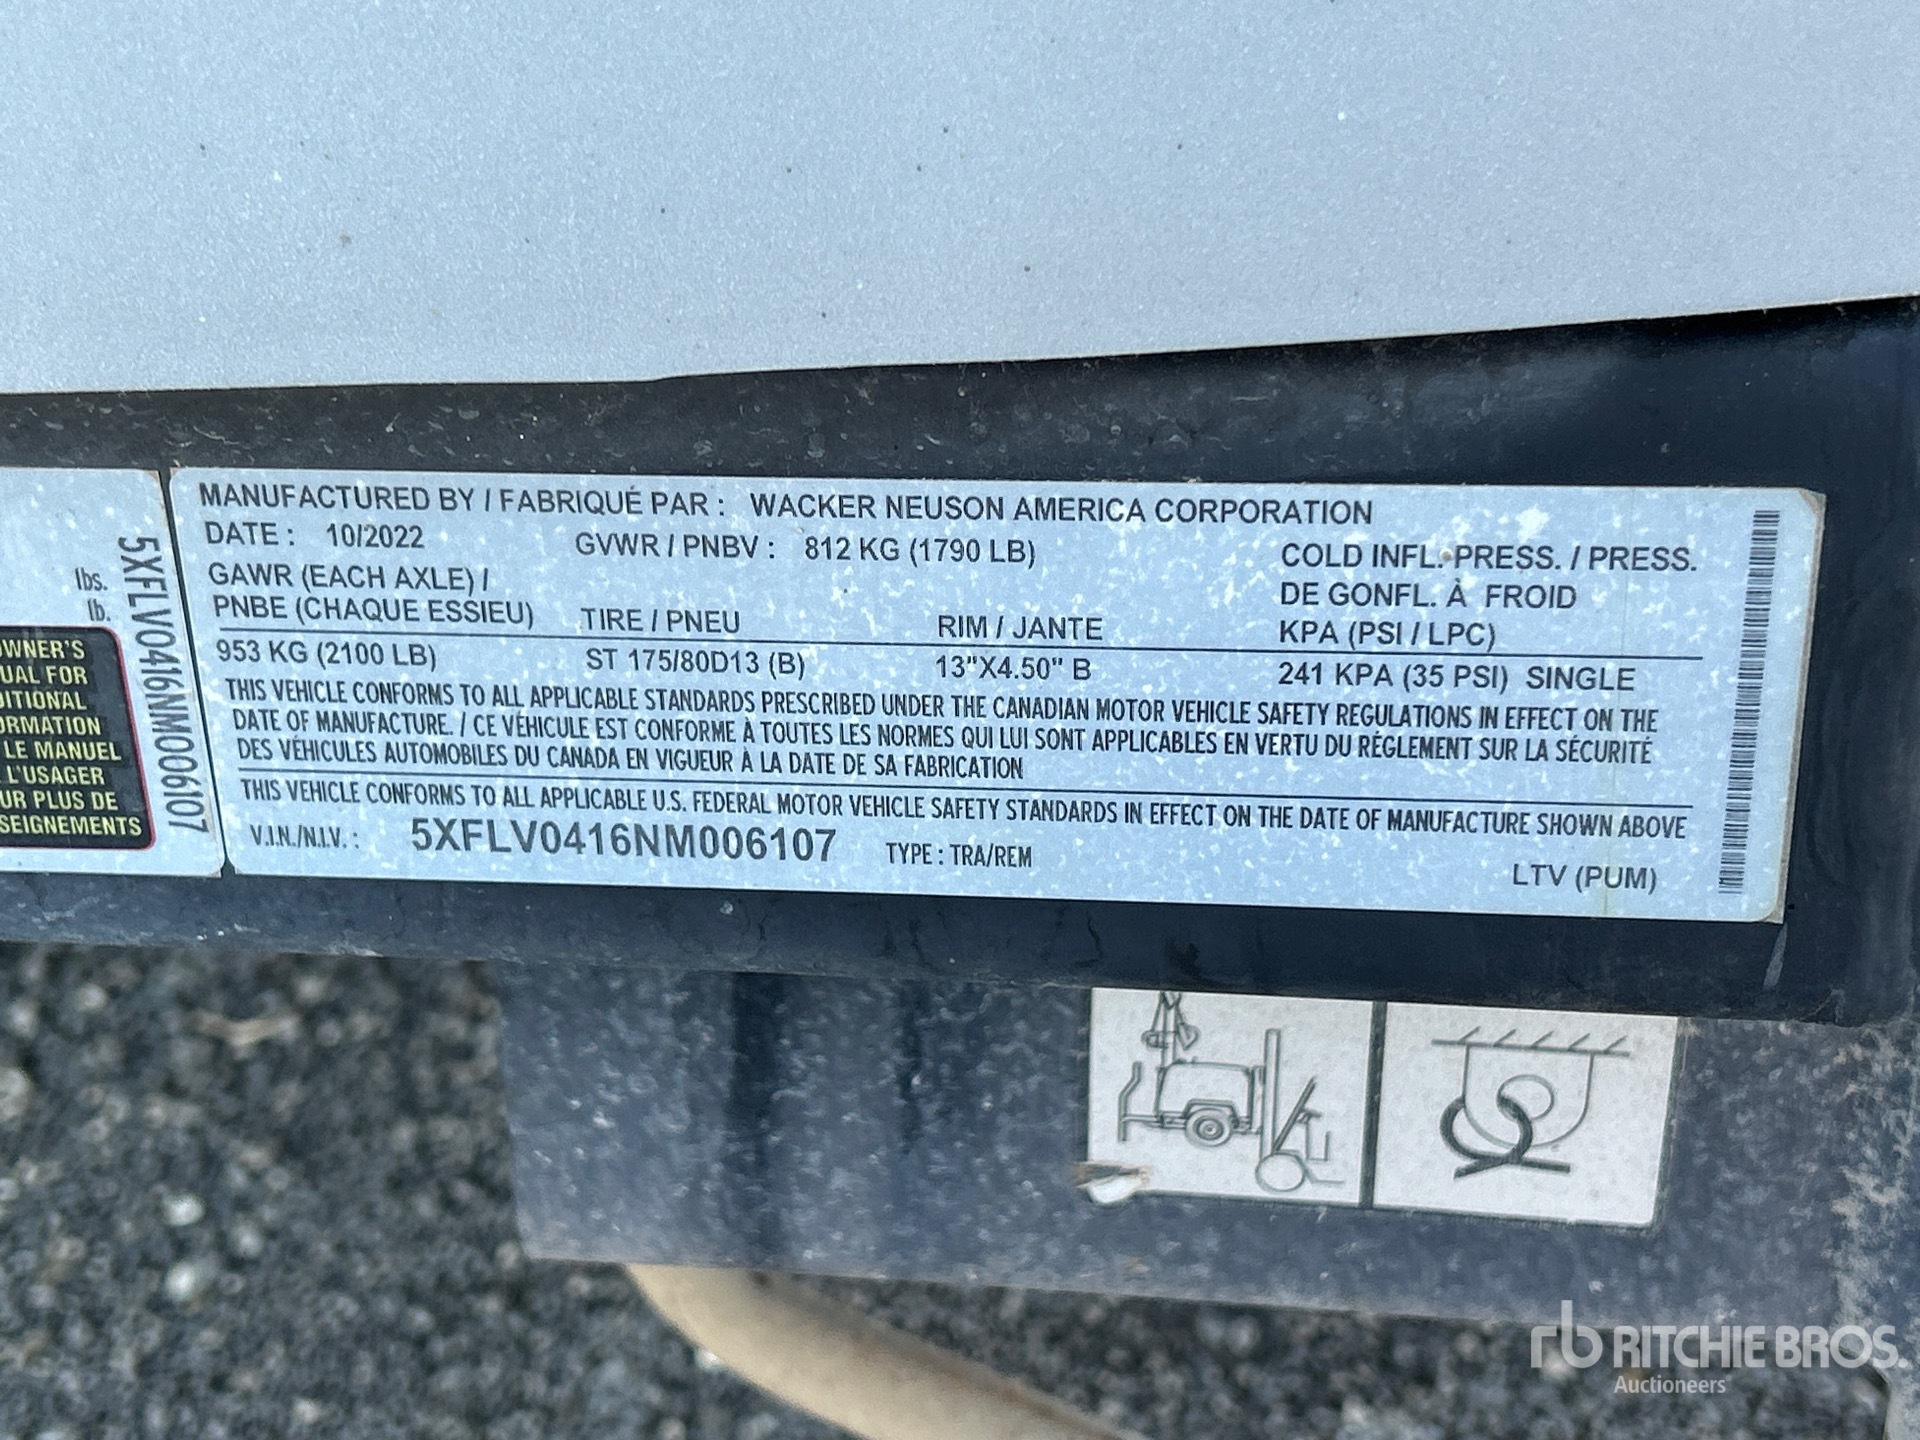 MANUFACTURED BY / FABRIQUÉ PAR : WACKER NEUSON AMERICA CORPORATION
DATE : 10/2022 GVWR / PNBV : 812 KG (1790 LB)
GAWR (EACH AXLE) /
PNBE (CHAQUE ESSIEU) TIRE / PNEU RIM / JANTE
COLD INFL. PRESS. / PRESS.
DE GONFL. À FROID
KPA (PSI / LPC)
953 KG (2100 LB) ST 175/80D13 (B) 13"X4.50" B 241 KPA (35 PSI) SINGLE
THIS VEHICLE CONFORMS TO ALL APPLICABLE STANDARDS PRESCRIBED UNDER THE CANADIAN MOTOR VEHICLE SAFETY REGULATIONS IN EFFECT ON THE
DATE OF MANUFACTURE. / CE VÉHICULE EST CONFORME À TOUTES LES NORMES QUI LUI SONT APPLICABLES EN VERTU DU RÉGLEMENT SUR LA SÉCURITÉ
DES VÉHICULES AUTOMOBILES DU CANADA EN VIGUEUR À LA DATE DE SA FABRICATION
THIS VEHICLE CONFORMS TO ALL APPLICABLE U.S. FEDERAL MOTOR VEHICLE SAFETY STANDARDS IN EFFECT ON THE DATE OF MANUFACTURE SHOWN ABOVE
V.I.N./N.I.V. : 5XFLV0416NM006107 TYPE : TRA/REM
LTV (PUM)
lbs.
lb.
5XFLV0416NM006107
OWNER'S
UAL FOR
DITIONAL
ORMATION
LE MANUEL
L'USAGER
UR PLUS DE
SEIGNEMENTS
rb RITCHIE BROS.
Auctioneers